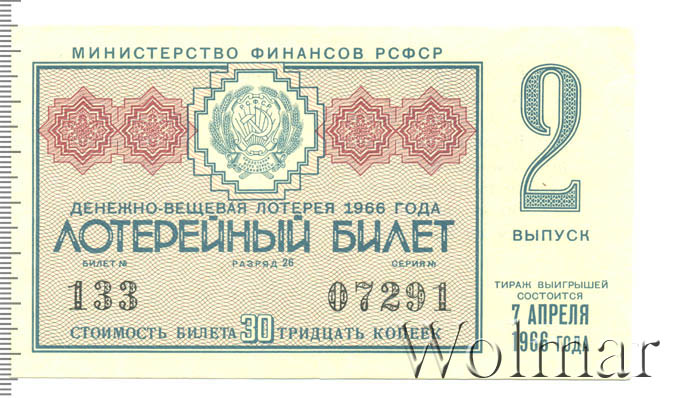 МИНИСТЕРСТВО ФИНАНСОВ РСФСР
РСФСР
ДЕНЕЖНО-ВЕЩЕВАЯ ЛОТЕРЕЯ 1966 ГОДА
ЛОТЕРЕЙНЫЙ БИЛЕТ
БИЛЕТ № РАЗРЯД 26 СЕРИЯ №
133 07291
СТОИМОСТЬ БИЛЕТА 30 ТРИДЦАТЬ КОПЕЕК
2
ВЫПУСК
ТИРАЖ ВЫИГРЫШЕЙ
СОСТОИТСЯ
7 АПРЕЛЯ
1966 ГОДА
Wolmar